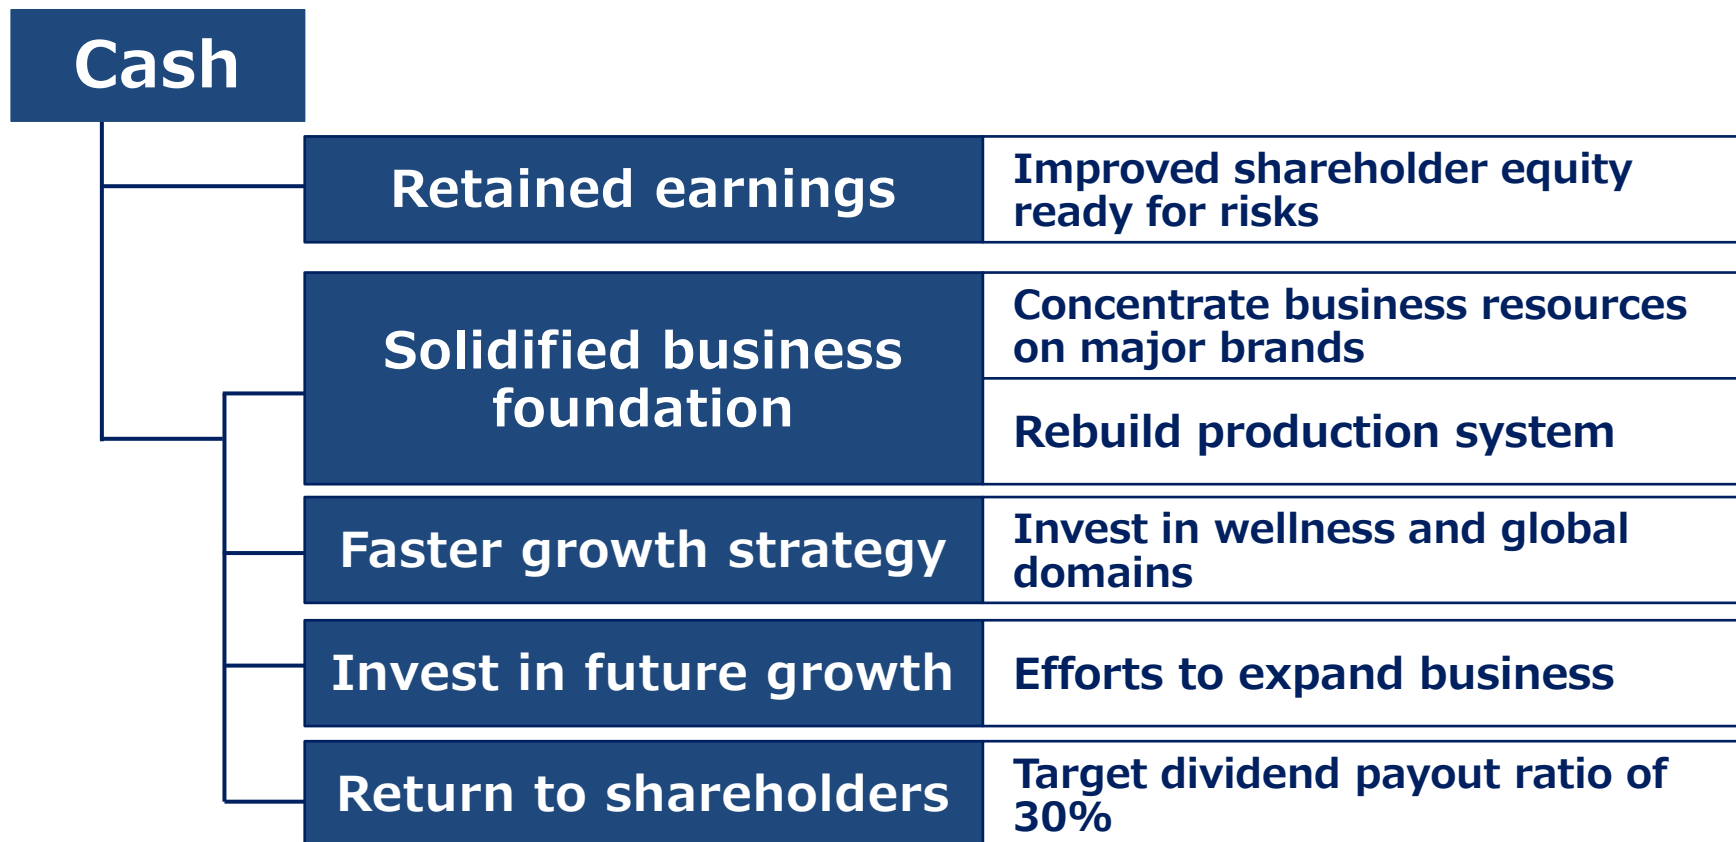 Cash
Retained earnings
Improved shareholder equity
ready for risks
Solidified business
foundation
Concentrate business resources
on major brands
Rebuild production system
Faster growth strategy
Invest in wellness and global
domains
Invest in future growth
Efforts to expand business
Return to shareholders
Target dividend payout ratio of
30%